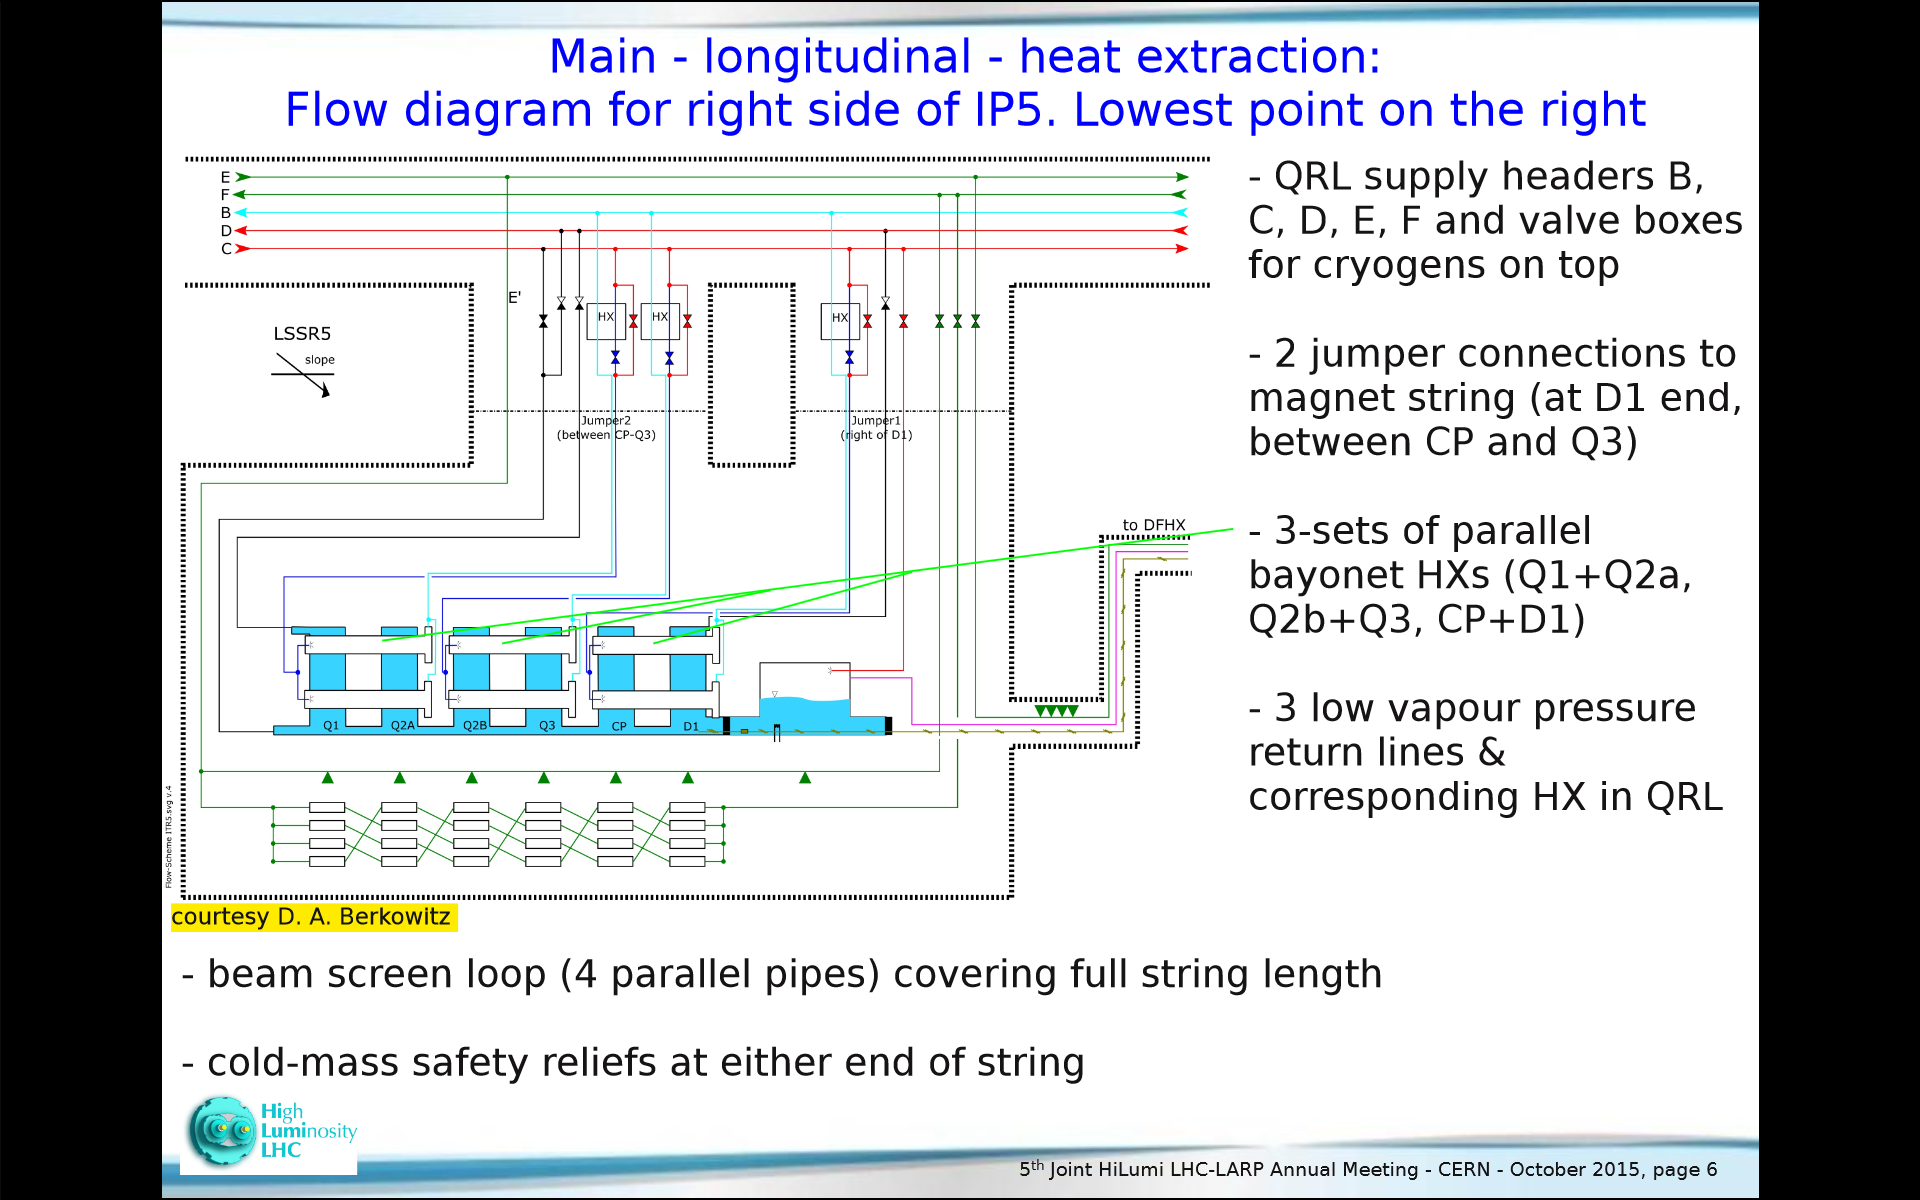 Main - longitudinal - heat extraction:
Flow diagram for right side of IP5. Lowest point on the right
E
F
B
D
C
E'
HX
HX
HX
LSSR5
slope
Jumper2
(between CP-Q3)
Jumper1
(right of D1)
to DFHX
Q1
Q2A
Q2B
Q3
CP
D1
Flow-Scheme ITR5.svg v.4
- QRL supply headers B,
C, D, E, F and valve boxes
for cryogens on top
- 2 jumper connections to
magnet string (at D1 end,
between CP and Q3)
- 3-sets of parallel
bayonet HXs (Q1+Q2a,
Q2b+Q3, CP+D1)
- 3 low vapour pressure
return lines &
corresponding HX in QRL
courtesy D. A. Berkowitz
- beam screen loop (4 parallel pipes) covering full string length
- cold-mass safety reliefs at either end of string
High
Luminosity
LHC
5th Joint HiLumi LHC-LARP Annual Meeting - CERN - October 2015, page 6